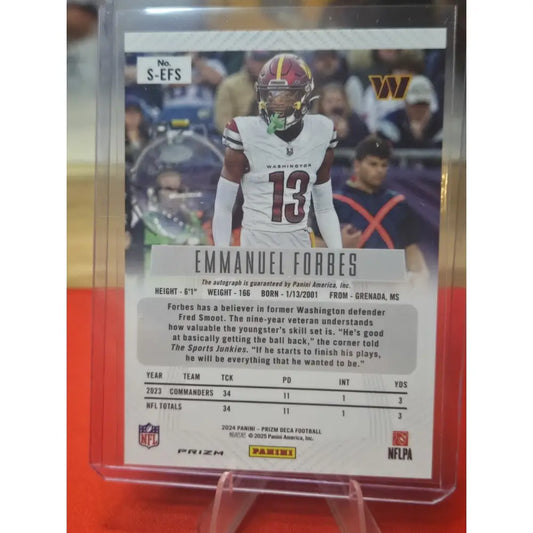 No.
S-EFS
W
WASHINGTON
13
EMMANUEL FORBES
The autograph is guaranteed by Panini America, Inc.
HEIGHT - 6'1" WEIGHT - 166 BORN - 1/13/2001 FROM - GRENADA, MS
Forbes has a believer in former Washington defender
Fred Smoot. The nine-year veteran understands
how valuable the youngster's skill set is. "He's good
at basically getting the ball back," the corner told
The Sports Junkies. "If he starts to finish his plays,
he will be everything that he wanted to be."
YEAR TEAM TCK PD INT YDS
2023 COMMANDERS 34 11 1 3
NFL TOTALS 34 11 1 3
2024 PANINI - PRIZM DECA FOOTBALL
© 2025 Panini America, Inc.
NFL PRIZM PANINI NFLPA